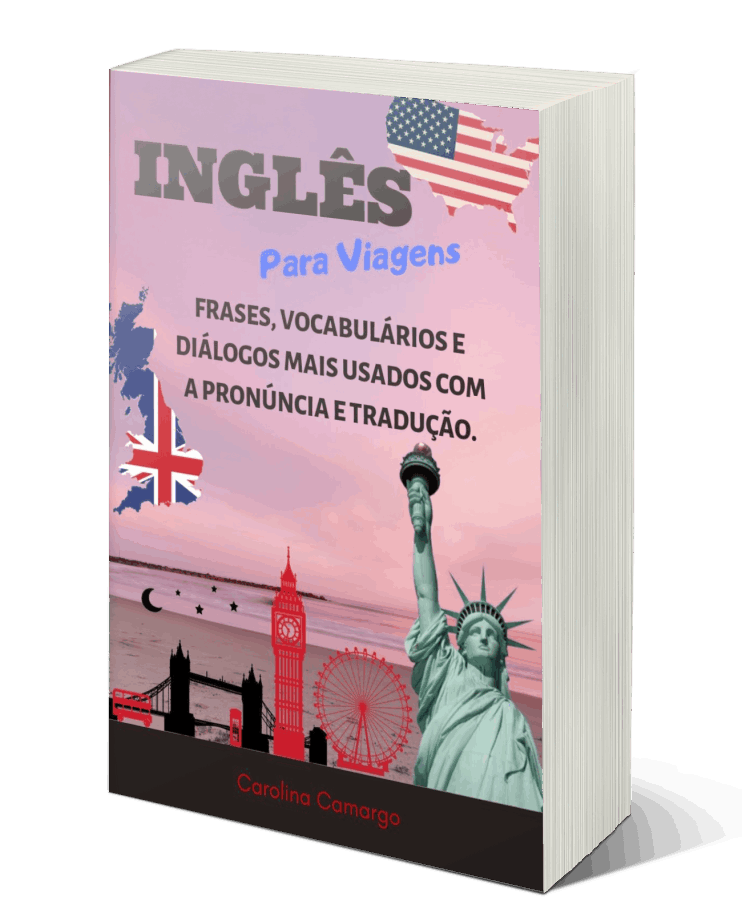 INGLÊS
Para Viagens
FRASES, VOCABULÁRIOS E
DIÁLOGOS MAIS USADOS COM
A PRONÚNCIA E TRADUÇÃO.
Carolina Camargo